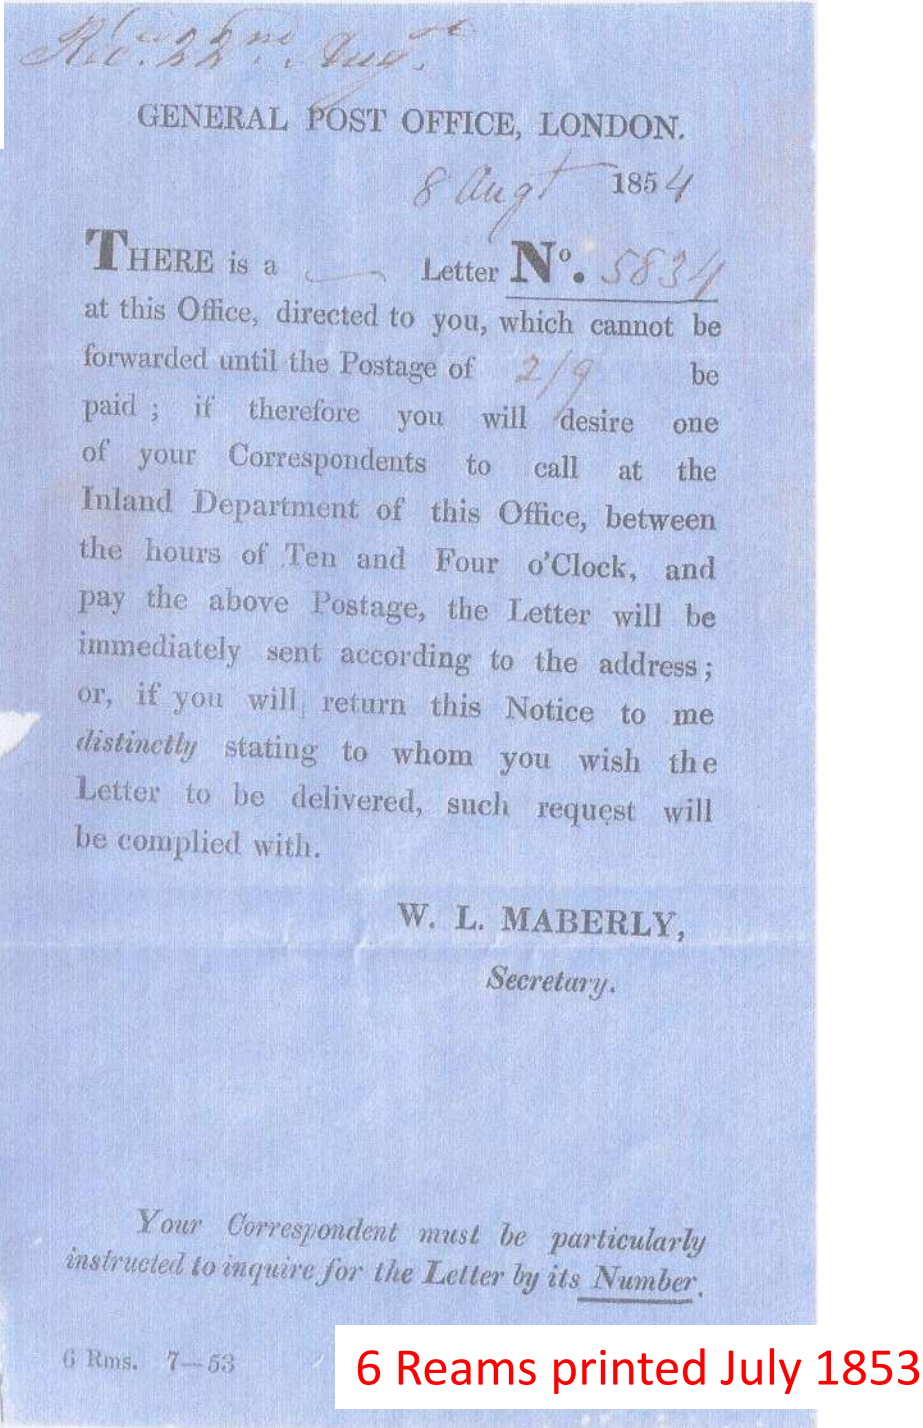 Recd. 22nd. Augt.
GENERAL POST OFFICE, LONDON.
8 Augt 1854
THERE is a Letter No. 5834
at this Office, directed to you, which cannot be
forwarded until the Postage of 2/9 be
paid ; if therefore you will desire one
of your Correspondents to call at the
Inland Department of this Office, between
the hours of Ten and Four o'Clock, and
pay the above Postage, the Letter will be
immediately sent according to the address ;
or, if you will, return this Notice to me
distinctly stating to whom you wish the
Letter to be delivered, such request will
be complied with.
W. L. MABERLY,
Secretary.
Your Correspondent must be particularly
instructed to inquire for the Letter by its Number.
6 Rms. 7—53
6 Reams printed July 1853